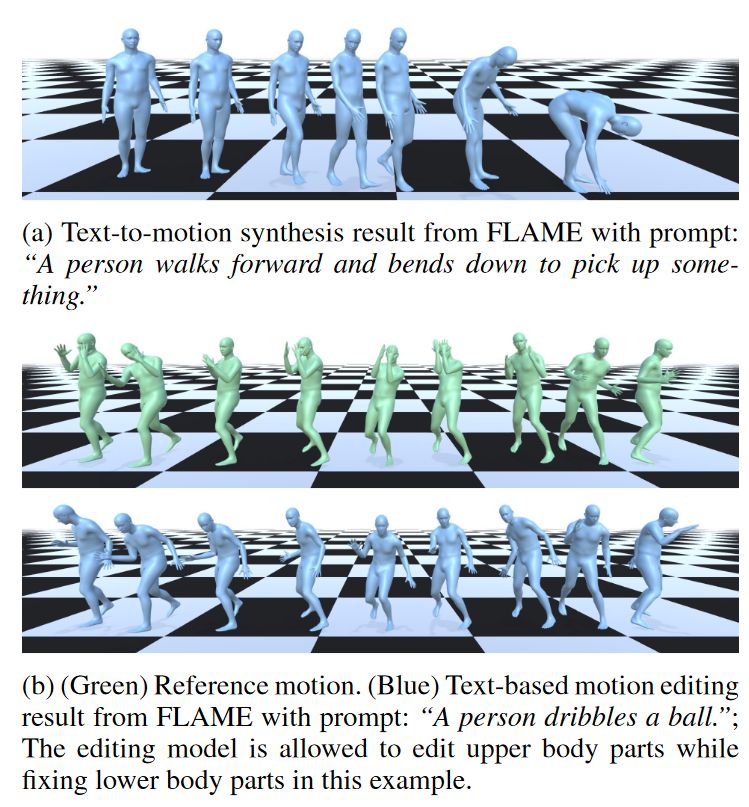 (a) Text-to-motion synthesis result from FLAME with prompt:
“A person walks forward and bends down to pick up some-
thing.”
(b) (Green) Reference motion. (Blue) Text-based motion editing
result from FLAME with prompt: “A person dribbles a ball.”;
The editing model is allowed to edit upper body parts while
fixing lower body parts in this example.